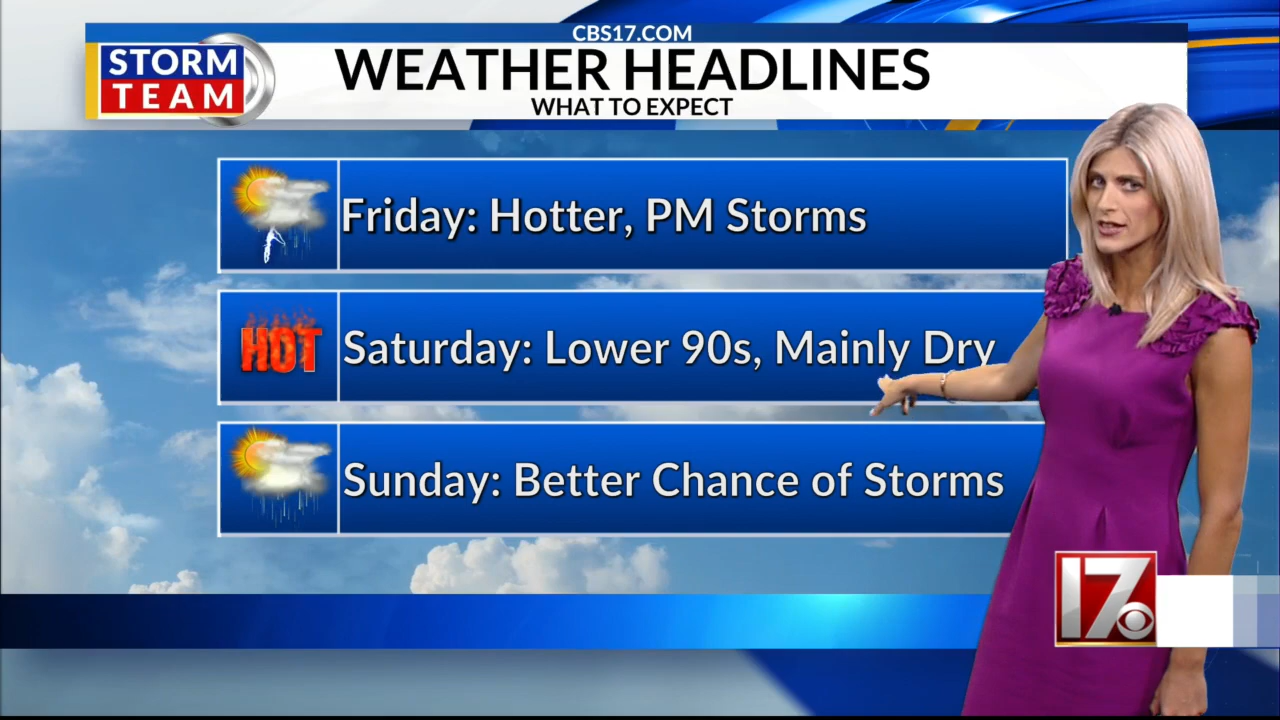 CBS17.COM
STORM
TEAM
WEATHER HEADLINES
WHAT TO EXPECT
Friday: Hotter, PM Storms
HOT
Saturday: Lower 90s, Mainly Dry
Sunday: Better Chance of Storms
17